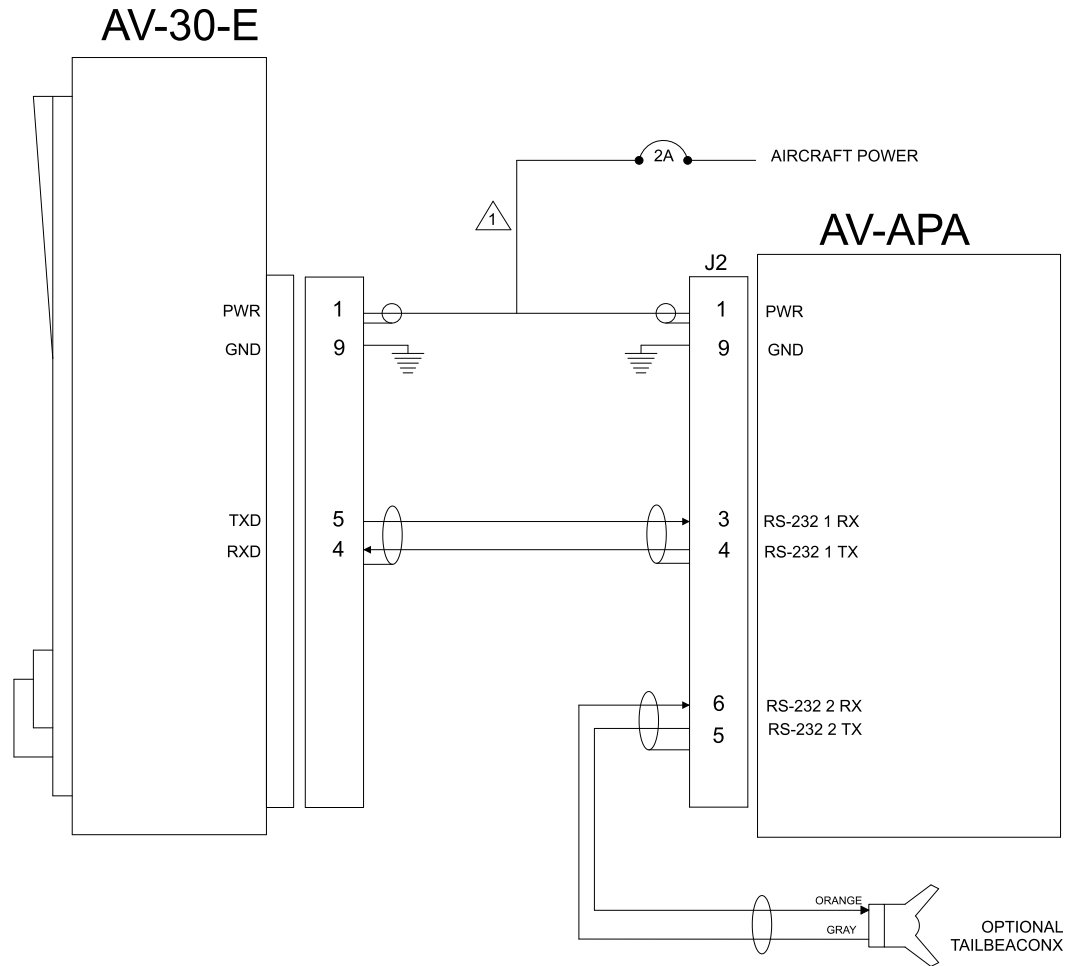 AV-30-E
2A
AIRCRAFT POWER
1
AV-APA
J2
PWR 1 1 PWR
GND 9 9 GND
TXD 5 3 RS-232 1 RX
RXD 4 4 RS-232 1 TX
6 RS-232 2 RX
5 RS-232 2 TX
ORANGE
GRAY
OPTIONAL
TAILBEACONX